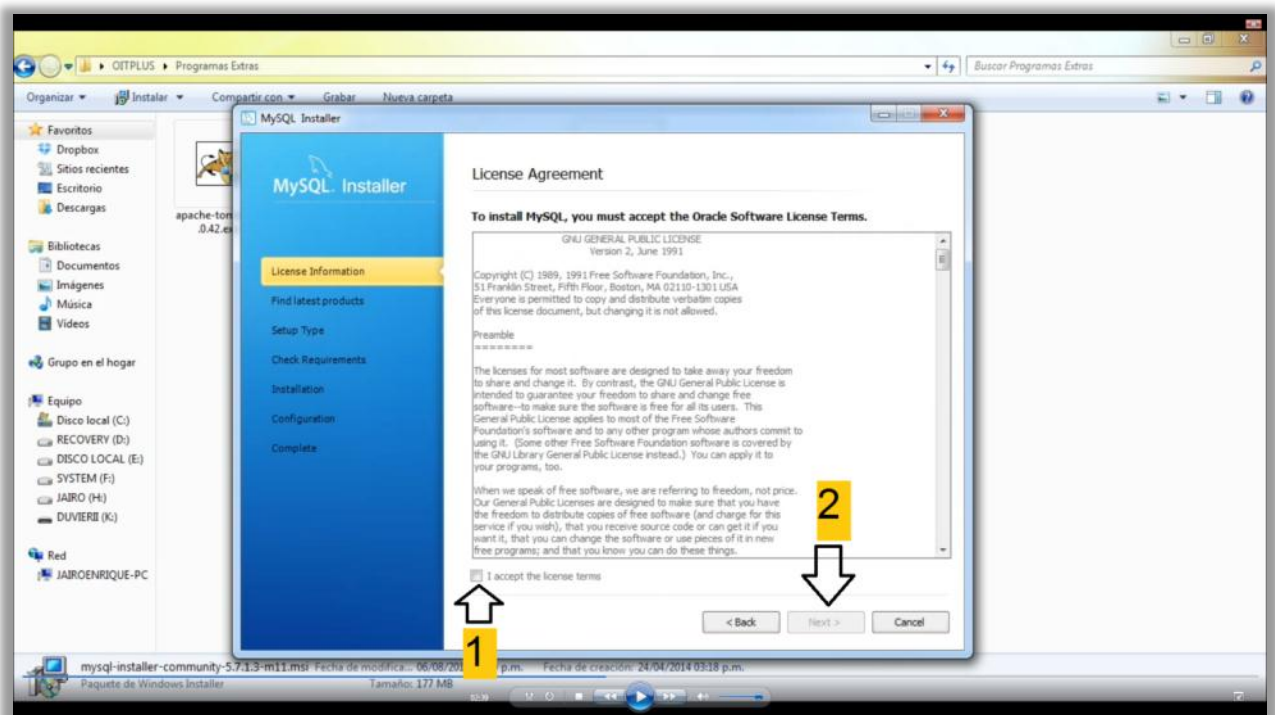 OITPLUS
Programas Extras
Buscar Programas Extras
Organizar
Instalar
Compartir con
Grabar
Nueva carpeta
Favoritos
Dropbox
Sitios recientes
Escritorio
Descargas
Bibliotecas
Documentos
Imágenes
Música
Vídeos
Grupo en el hogar
Equipo
Disco local (C:)
RECOVERY (D:)
DISCO LOCAL (E:)
SYSTEM (F:)
JAIRO (H:)
DUVIERII (K:)
Red
JAIROENRIQUE-PC
MySQL Installer
MySQL. Installer
License Information
Find latest products
Setup Type
Check Requirements
Installation
Configuration
Complete
License Agreement
To install MySQL, you must accept the Oracle Software License Terms.
GNU GENERAL PUBLIC LICENSE
Version 2, June 1991
Copyright (C) 1989, 1991 Free Software Foundation, Inc.,
51 Franklin Street, Fifth Floor, Boston, MA 02110-1301 USA
Everyone is permitted to copy and distribute verbatim copies
of this license document, but changing it is not allowed.
Preamble
========
The licenses for most software are designed to take away your freedom
to share and change it. By contrast, the GNU General Public License is
intended to guarantee your freedom to share and change free
software--to make sure the software is free for all its users. This
General Public License applies to most of the Free Software
Foundation's software and to any other program whose authors commit to
using it. (Some other Free Software Foundation software is covered by
the GNU Library General Public License instead.) You can apply it to
your programs, too.
When we speak of free software, we are referring to freedom, not price.
Our General Public Licenses are designed to make sure that you have
the freedom to distribute copies of free software (and charge for this
service if you wish), that you receive source code or can get it if you
want it, that you can change the software or use pieces of it in new
free programs; and that you know you can do these things.
2
I accept the license terms
1
< Back
Next >
Cancel
mysql-installer-community-5.7.1.3-m11.msi Fecha de modifica... 06/08/20 p.m. Fecha de creación: 24/04/2014 03:18 p.m.
Paquete de Windows Installer
Tamaño: 177 MB